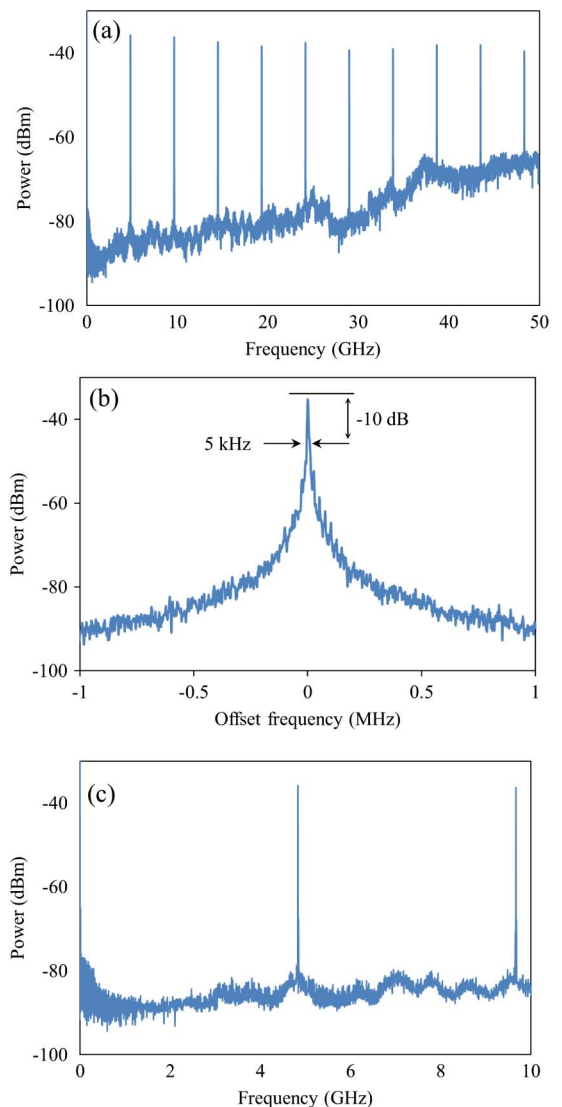 (a)
-40
-60
-80
-100
Power (dBm)
0 10 20 30 40 50
Frequency (GHz)
(b)
-10 dB
5 kHz
-40
-60
-80
-100
Power (dBm)
-1 -0.5 0 0.5 1
Offset frequency (MHz)
(c)
-40
-60
-80
-100
Power (dBm)
0 2 4 6 8 10
Frequency (GHz)